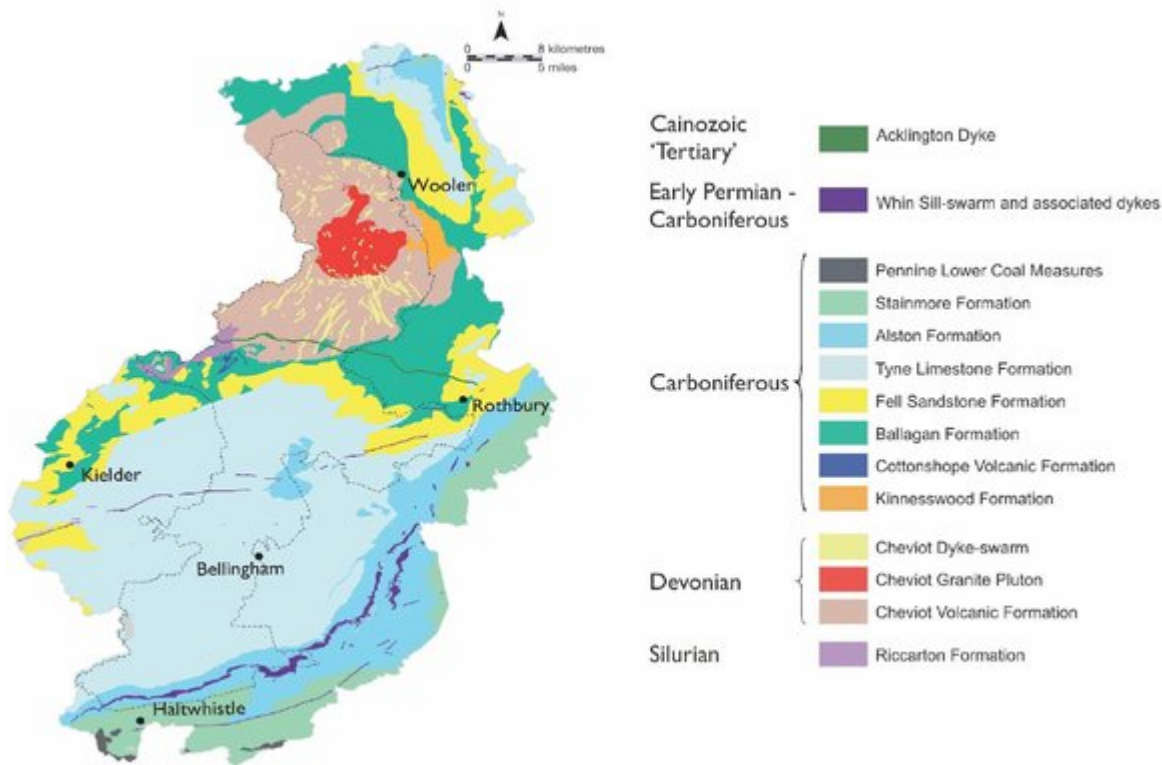 N
0 8 kilometres
0 5 miles
Woolen
Rothbury
Kielder
Bellingham
Haltwhistle
Cainozoic
'Tertiary'
Acklington Dyke
Early Permian -
Carboniferous
Whin Sill-swarm and associated dykes
Carboniferous
Pennine Lower Coal Measures
Stainmore Formation
Alston Formation
Tyne Limestone Formation
Fell Sandstone Formation
Ballagan Formation
Cottonshope Volcanic Formation
Kinnesswood Formation
Devonian
Cheviot Dyke-swarm
Cheviot Granite Pluton
Cheviot Volcanic Formation
Silurian
Riccarton Formation